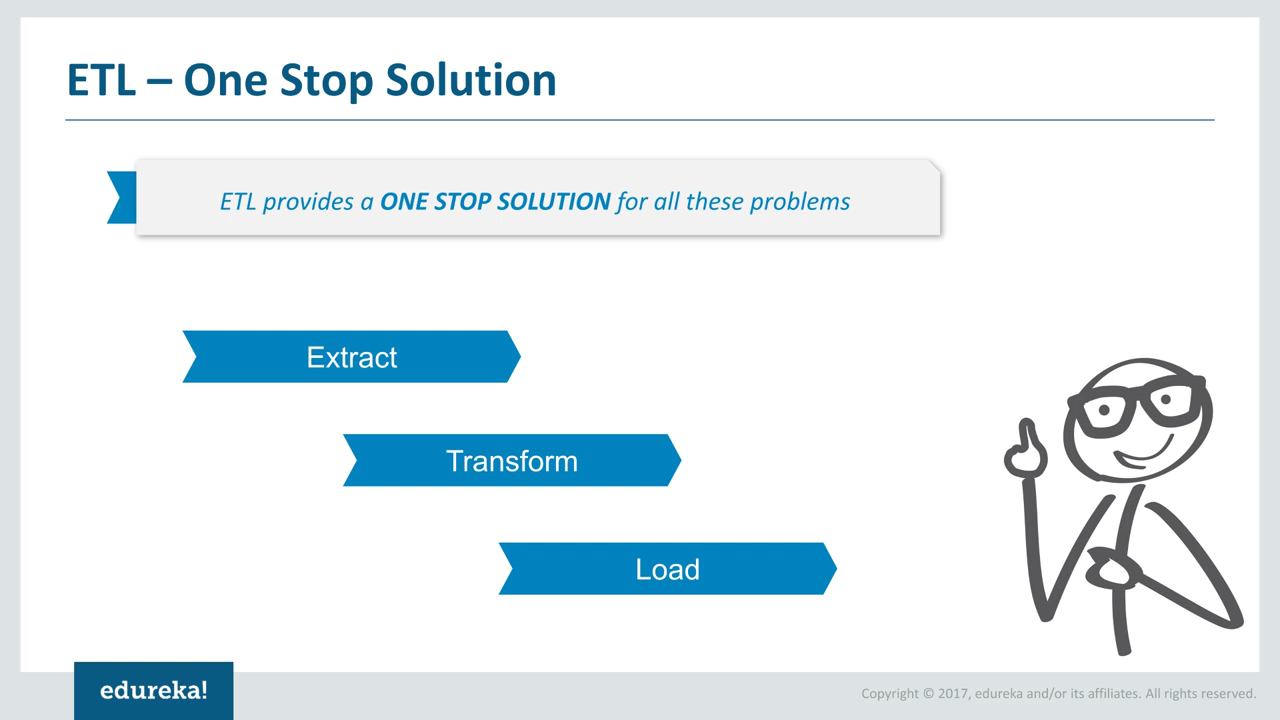 ETL – One Stop Solution
ETL provides a ONE STOP SOLUTION for all these problems
Extract
Transform
Load
edureka!
Copyright © 2017, edureka and/or its affiliates. All rights reserved.